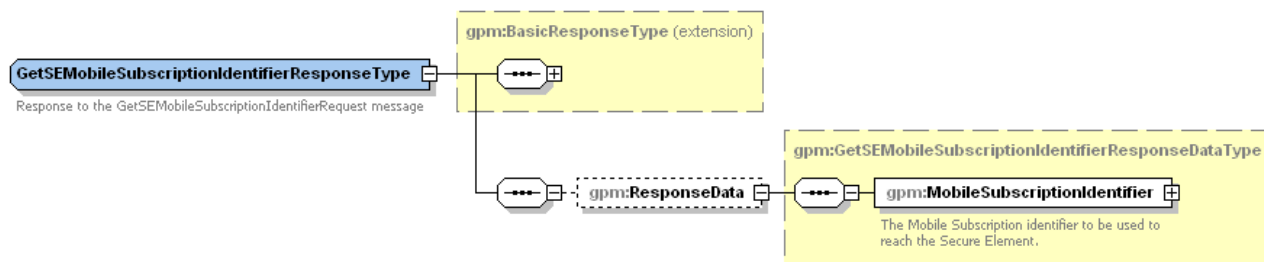 gpm:BasicResponseType (extension)
GetSEMobileSubscriptionIdentifierResponseType
Response to the GetSEMobileSubscriptionIdentifierRequest message
gpm:GetSEMobileSubscriptionIdentifierResponseDataType
gpm:ResponseData
gpm:MobileSubscriptionIdentifier
The Mobile Subscription identifier to be used to
reach the Secure Element.